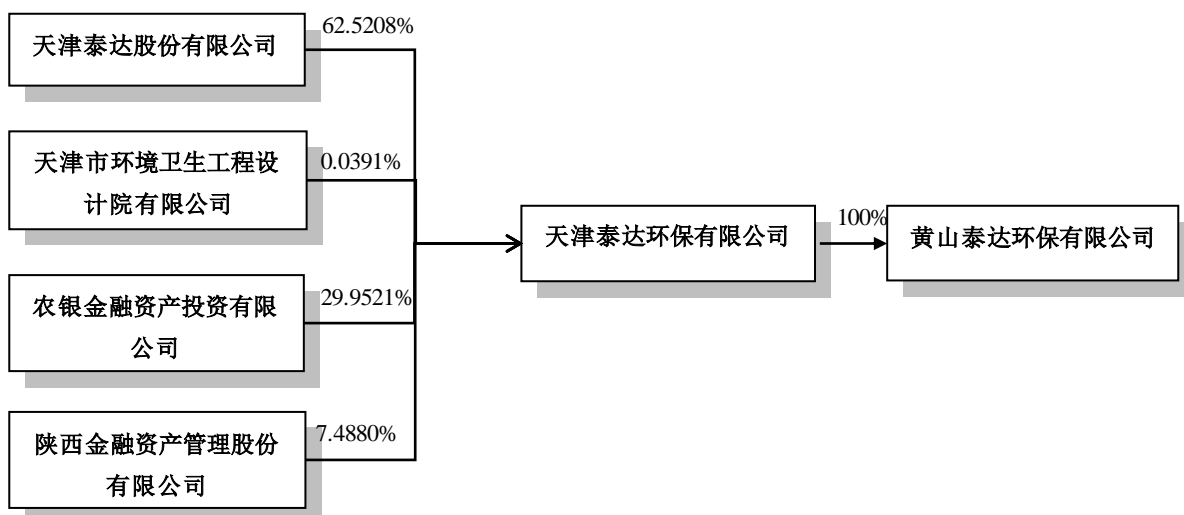 62.5208%
天津泰达股份有限公司
天津市环境卫生工程设
计院有限公司
0.0391%
天津泰达环保有限公司
100%
黄山泰达环保有限公司
农银金融资产投资有限
公司
29.9521%
陕西金融资产管理股份
有限公司
7.4880%